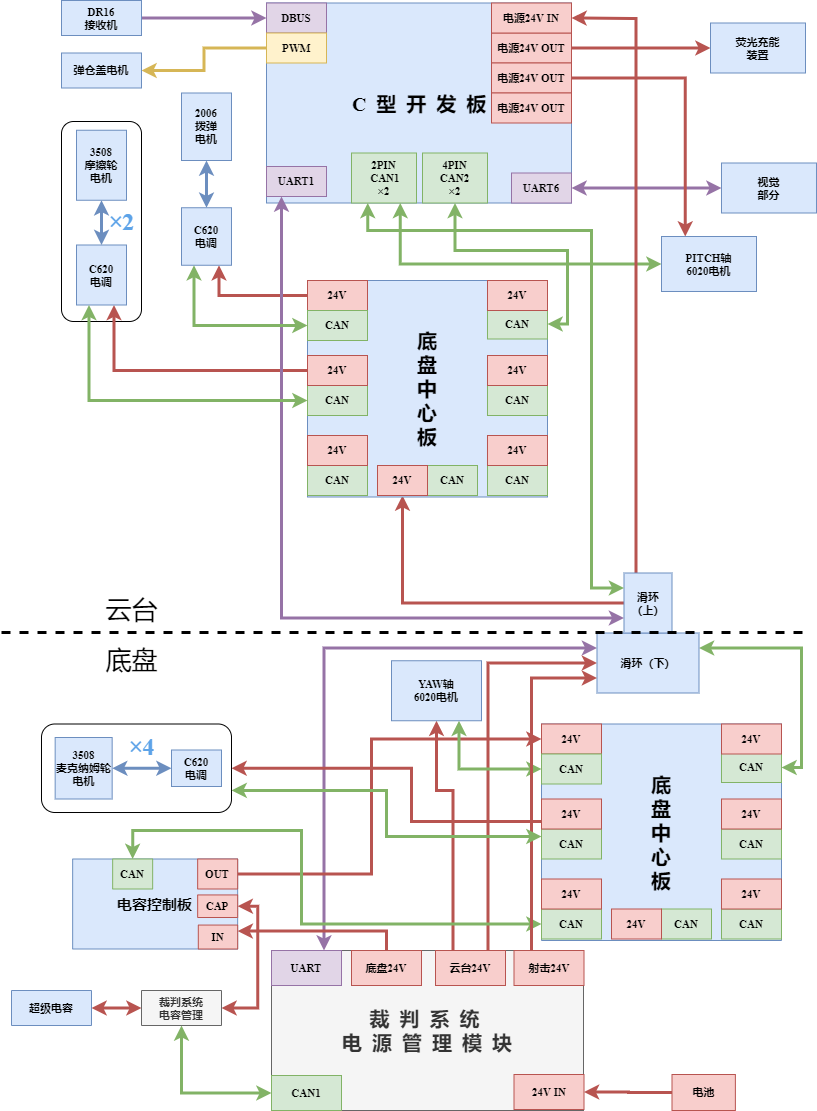 DR16
接收机
DBUS
PWM
电源24V IN
电源24V OUT
电源24V OUT
电源24V OUT
C 型 开 发 板
荧光充能
装置
弹仓盖电机
2006
拨弹
电机
3508
摩擦轮
电机
×2
C620
电调
C620
电调
UART1
2PIN
CAN1
×2
4PIN
CAN2
×2
UART6
视觉
部分
PITCH轴
6020电机
24V
CAN
24V
CAN
24V
CAN
24V
CAN
24V
CAN
24V
CAN
24V
CAN
底
盘
中
心
板
滑环
（上）
云台
底盘
滑环（下）
YAW轴
6020电机
3508
麦克纳姆轮
电机
×4
C620
电调
24V
CAN
24V
CAN
24V
CAN
24V
CAN
24V
CAN
24V
CAN
24V
CAN
底
盘
中
心
板
CAN
OUT
CAP
IN
电容控制板
UART
底盘24V
云台24V
射击24V
裁 判 系 统
电 源 管 理 模 块
超级电容
裁判系统
电容管理
CAN1
24V IN
电池